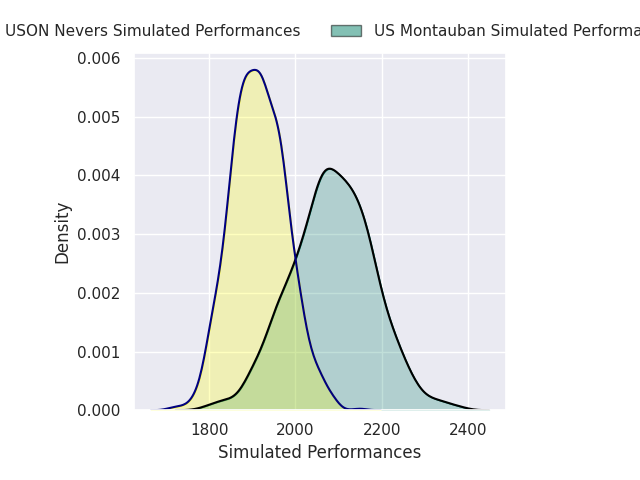 USON Nevers Simulated Performances
US Montauban Simulated Performa
0.006
0.005
0.004
0.003
0.002
0.001
0.000
Density
1800 2000 2200 2400
Simulated Performances